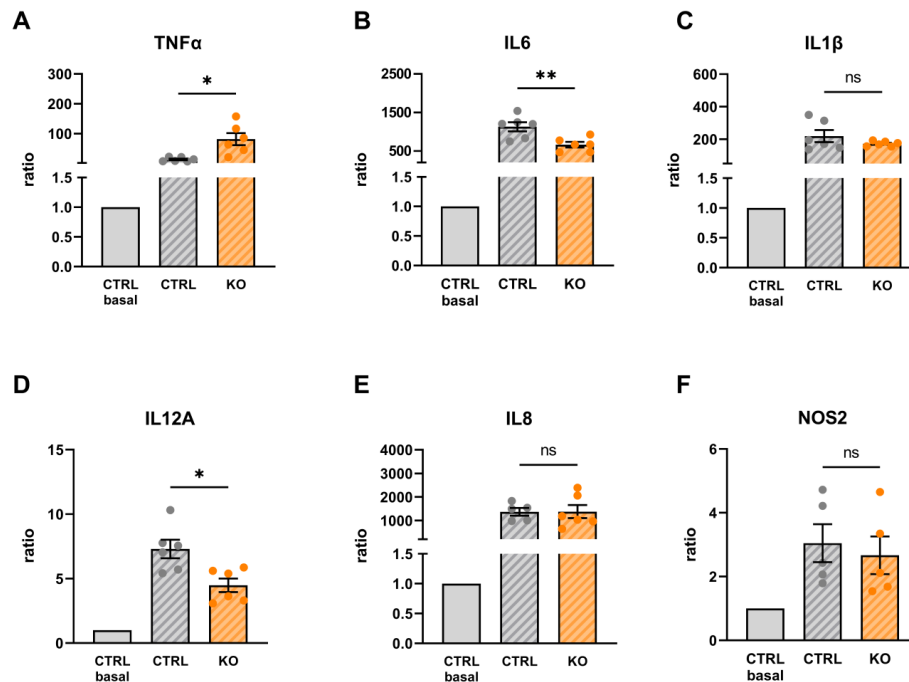 A
TNFα
300
200
100
*
ratio
1.5
1.0
0.5
0.0
CTRL
basal
CTRL
KO
B
IL6
2500
1500
500
**
ratio
1.5
1.0
0.5
0.0
CTRL
basal
CTRL
KO
C
IL1β
600
400
200
ns
ratio
1.5
1.0
0.5
0.0
CTRL
basal
CTRL
KO
D
IL12A
15
10
5
0
*
ratio
CTRL
basal
CTRL
KO
E
IL8
4000
3000
2000
1000
ns
ratio
1.5
1.0
0.5
0.0
CTRL
basal
CTRL
KO
F
NOS2
6
4
2
0
ns
ratio
CTRL
basal
CTRL
KO